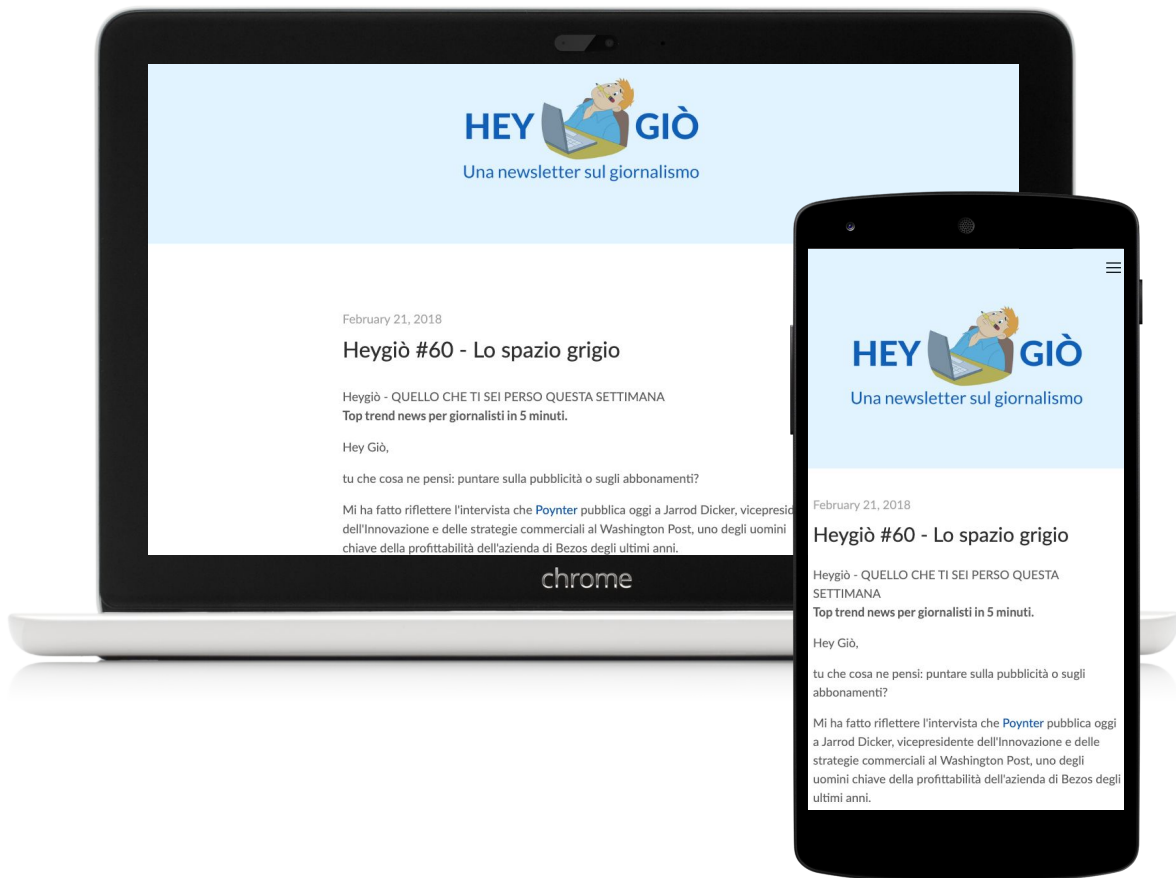 HEY GIÒ
Una newsletter sul giornalismo
February 21, 2018
Heygiò #60 - Lo spazio grigio
Heygiò - QUELLO CHE TI SEI PERSO QUESTA SETTIMANA
Top trend news per giornalisti in 5 minuti.
Hey Giò,
tu che cosa ne pensi: puntare sulla pubblicità o sugli abbonamenti?
Mi ha fatto riflettere l'intervista che Poynter pubblica oggi a Jarrod Dicker, vicepresid
dell'Innovazione e delle strategie commerciali al Washington Post, uno degli uomini
chiave della profittabilità dell'azienda di Bezos degli ultimi anni.
chrome
HEY GIÒ
Una newsletter sul giornalismo
February 21, 2018
Heygiò #60 - Lo spazio grigio
Heygiò - QUELLO CHE TI SEI PERSO QUESTA
SETTIMANA
Top trend news per giornalisti in 5 minuti.
Hey Giò,
tu che cosa ne pensi: puntare sulla pubblicità o sugli
abbonamenti?
Mi ha fatto riflettere l'intervista che Poynter pubblica oggi
a Jarrod Dicker, vicepresidente dell'Innovazione e delle
strategie commerciali al Washington Post, uno degli
uomini chiave della profittabilità dell'azienda di Bezos degli
ultimi anni.